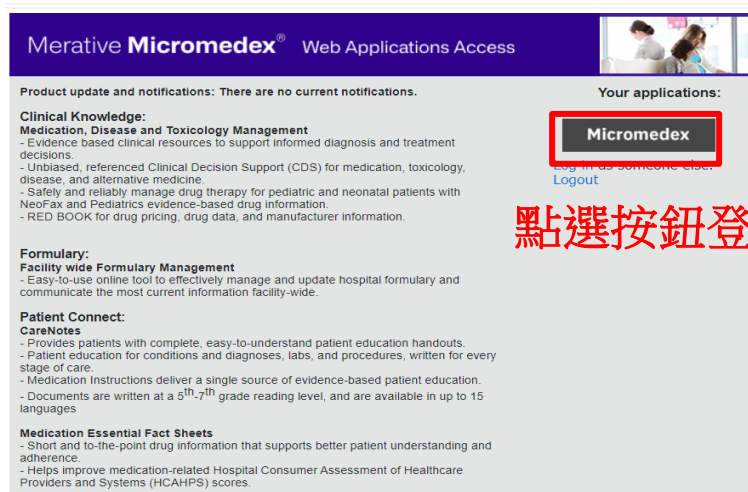 Merative Micromedex® Web Applications Access
Product update and notifications: There are no current notifications.
Clinical Knowledge:
Medication, Disease and Toxicology Management
- Evidence based clinical resources to support informed diagnosis and treatment
decisions.
- Unbiased, referenced Clinical Decision Support (CDS) for medication, toxicology,
disease, and alternative medicine.
- Safely and reliably manage drug therapy for pediatric and neonatal patients with
NeoFax and Pediatrics evidence-based drug information.
- RED BOOK for drug pricing, drug data, and manufacturer information.
Formulary:
Facility wide Formulary Management
- Easy-to-use online tool to effectively manage and update hospital formulary and
communicate the most current information facility-wide.
Patient Connect:
CareNotes
- Provides patients with complete, easy-to-understand patient education handouts.
- Patient education for conditions and diagnoses, labs, and procedures, written for every
stage of care.
- Medication Instructions deliver a single source of evidence-based patient education.
- Documents are written at a 5th-7th grade reading level, and are available in up to 15
languages
Medication Essential Fact Sheets
- Short and to-the-point drug information that supports better patient understanding and
adherence.
- Helps improve medication-related Hospital Consumer Assessment of Healthcare
Providers and Systems (HCAHPS) scores.
Your applications:
Micromedex
Log in as someone else.
Logout
點選按鈕登